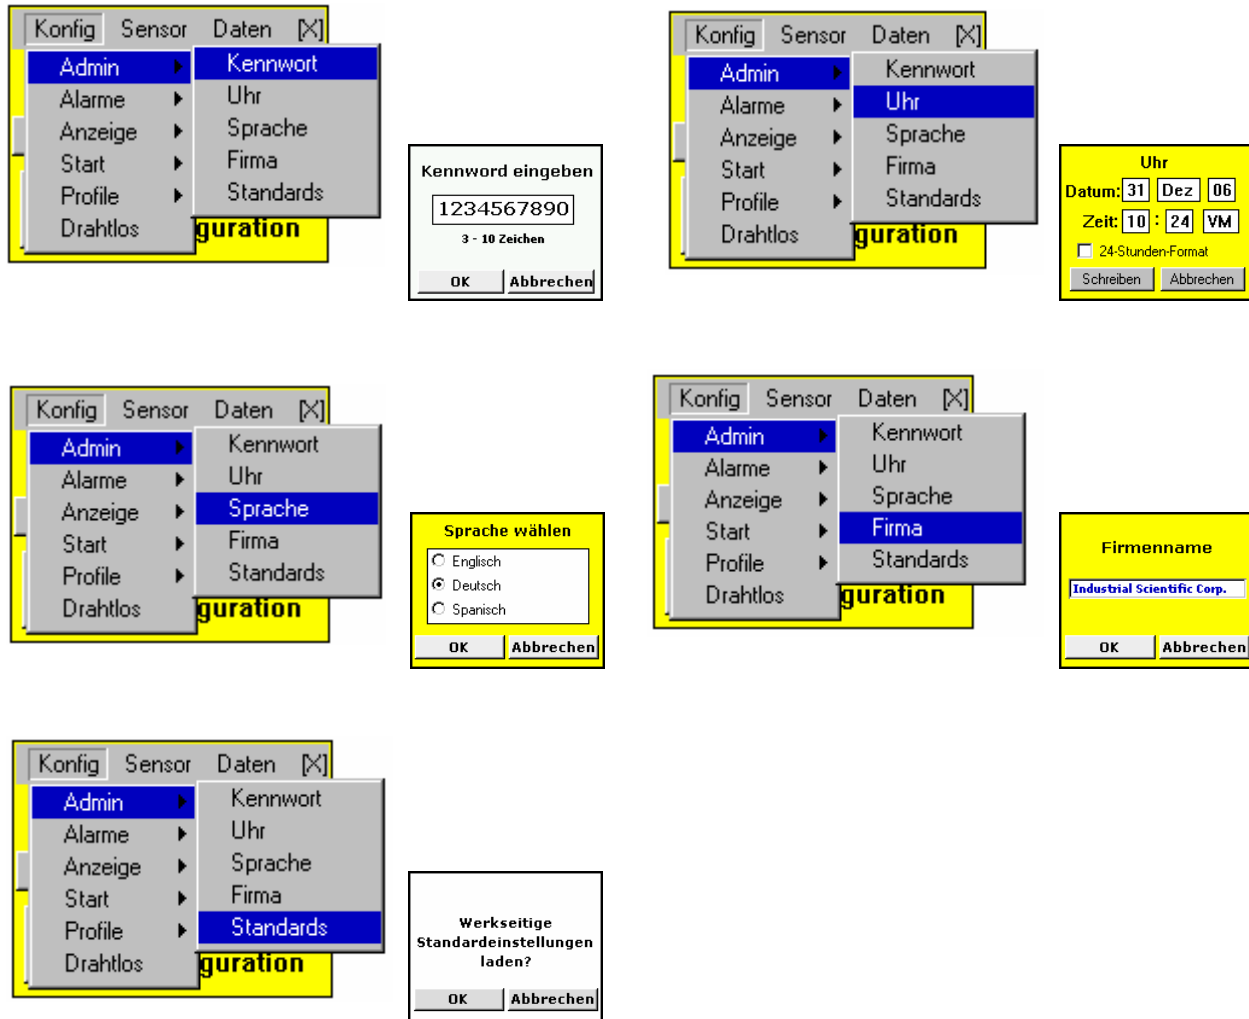 Konfig Sensor Daten [X]
Admin
Alarme
Anzeige
Start
Profile
Drahtlos
Kennwort
Uhr
Sprache
Firma
Standards
guration
Kennword eingeben
1234567890
3 - 10 Zeichen
OK Abbrechen
Konfig Sensor Daten [X]
Admin
Alarme
Anzeige
Start
Profile
Drahtlos
Kennwort
Uhr
Sprache
Firma
Standards
guration
Uhr
Datum: 31 Dez 06
Zeit: 10 : 24 VM
24-Stunden-Format
Schreiben Abbrechen
Konfig Sensor Daten [X]
Admin
Alarme
Anzeige
Start
Profile
Drahtlos
Kennwort
Uhr
Sprache
Firma
Standards
guration
Sprache wählen
Englisch
Deutsch
Spanisch
OK Abbrechen
Konfig Sensor Daten [X]
Admin
Alarme
Anzeige
Start
Profile
Drahtlos
Kennwort
Uhr
Sprache
Firma
Standards
guration
Firmenname
Industrial Scientific Corp.
OK Abbrechen
Konfig Sensor Daten [X]
Admin
Alarme
Anzeige
Start
Profile
Drahtlos
Kennwort
Uhr
Sprache
Firma
Standards
guration
Werkseitige
Standardeinstellungen
laden?
OK Abbrechen